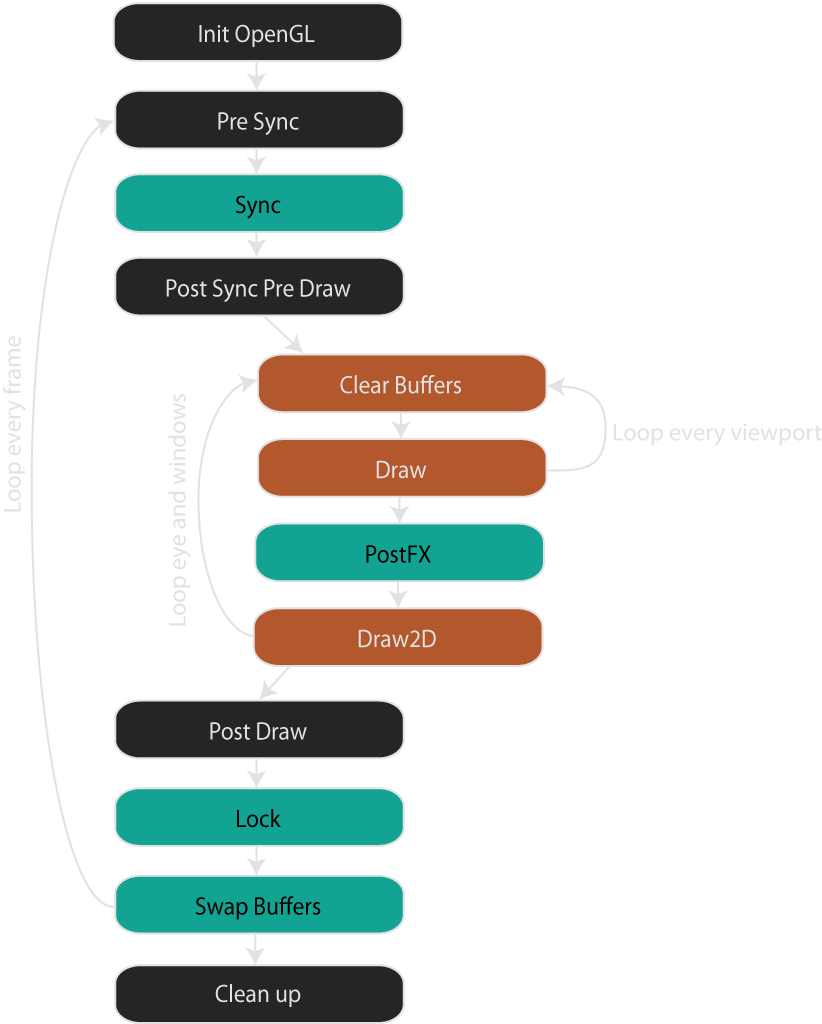 Init OpenGL
Pre Sync
Sync
Post Sync Pre Draw
Clear Buffers
Loop every viewport
Draw
PostFX
Draw2D
Loop eye and windows
Loop every frame
Post Draw
Lock
Swap Buffers
Clean up